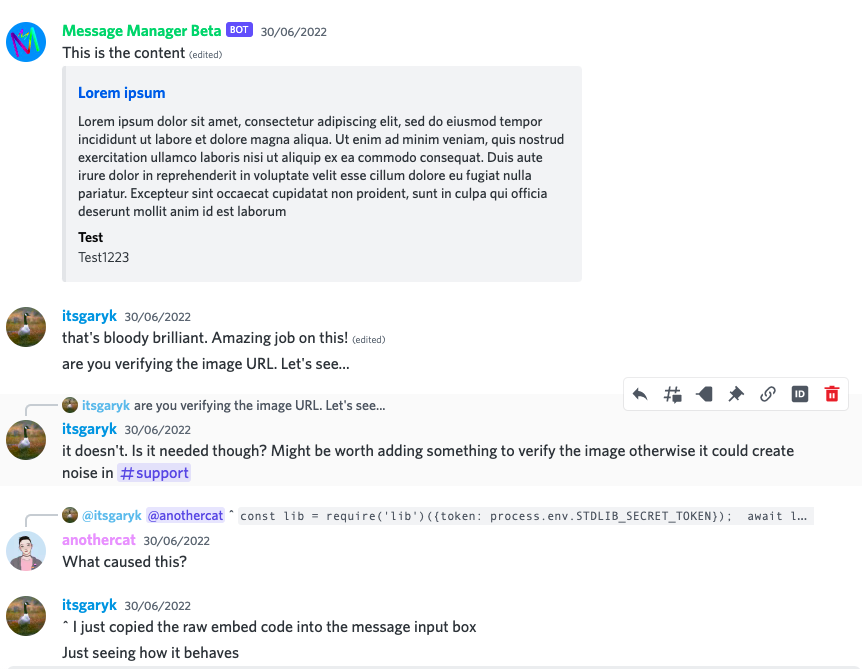 Message Manager Beta BOT 30/06/2022
This is the content (edited)
Lorem ipsum
Lorem ipsum dolor sit amet, consectetur adipiscing elit, sed do eiusmod tempor
incididunt ut labore et dolore magna aliqua. Ut enim ad minim veniam, quis nostrud
exercitation ullamco laboris nisi ut aliquip ex ea commodo consequat. Duis aute
irure dolor in reprehenderit in voluptate velit esse cillum dolore eu fugiat nulla
pariatur. Excepteur sint occaecat cupidatat non proident, sunt in culpa qui officia
deserunt mollit anim id est laborum
Test
Test1223
itsgaryk 30/06/2022
that's bloody brilliant. Amazing job on this! (edited)
are you verifying the image URL. Let's see...
ID
itsgaryk are you verifying the image URL. Let's see...
itsgaryk 30/06/2022
it doesn't. Is it needed though? Might be worth adding something to verify the image otherwise it could create
noise in #support
@itsgaryk @anothercat ^ const lib = require('lib')({token: process.env.STDLIB_SECRET_TOKEN});  await l...
anothercat 30/06/2022
What caused this?
itsgaryk 30/06/2022
^ I just copied the raw embed code into the message input box
Just seeing how it behaves